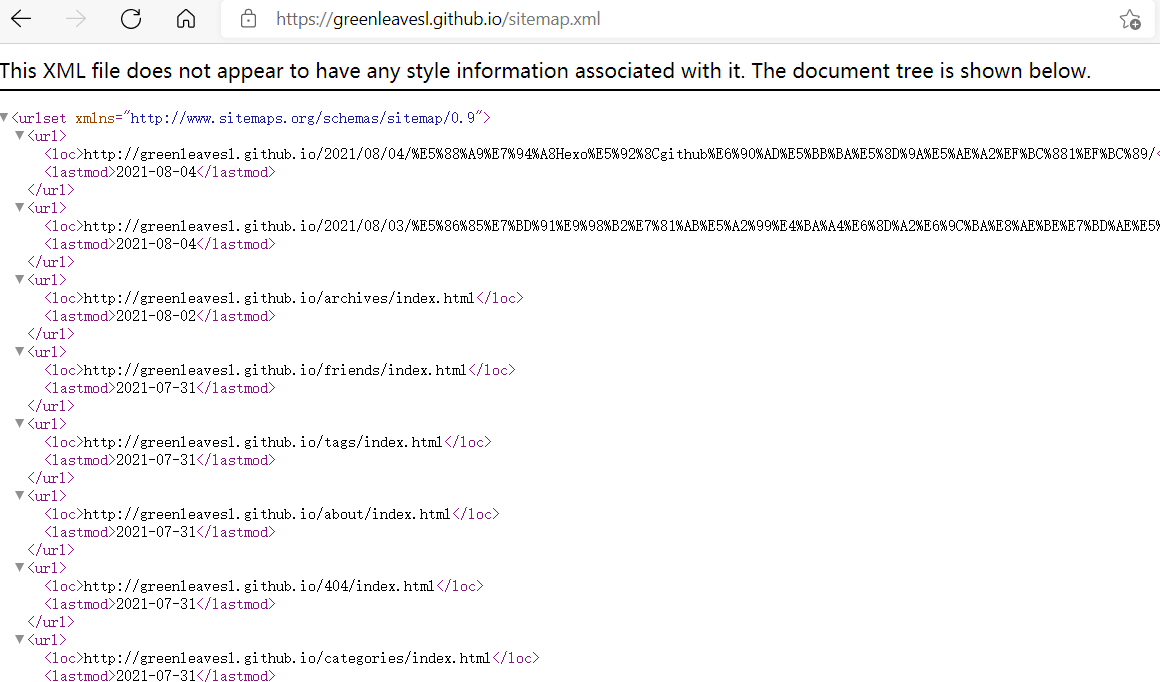 https://greenleavesl.github.io/sitemap.xml
This XML file does not appear to have any style information associated with it. The document tree is shown below.
▼<urlset xmlns="http://www.sitemaps.org/schemas/sitemap/0.9">
▼<url>
<loc>http://greenleavesl.github.io/2021/08/04/%E5%88%A9%E7%94%A8Hexo%E5%92%8Cgithub%E6%90%AD%E5%BB%BA%E5%8D%9A%E5%AE%A2%EF%BC%881%EF%BC%89/<
<lastmod>2021-08-04</lastmod>
</url>
▼<url>
<loc>http://greenleavesl.github.io/2021/08/03/%E5%86%85%E7%BD%91%E9%98%B2%E7%81%AB%E5%A2%99%E4%BA%A4%E6%8D%A2%E6%9C%BA%E8%AE%BE%E7%BD%AE%E5%
<lastmod>2021-08-04</lastmod>
</url>
▼<url>
<loc>http://greenleavesl.github.io/archives/index.html</loc>
<lastmod>2021-08-02</lastmod>
</url>
▼<url>
<loc>http://greenleavesl.github.io/friends/index.html</loc>
<lastmod>2021-07-31</lastmod>
</url>
▼<url>
<loc>http://greenleavesl.github.io/tags/index.html</loc>
<lastmod>2021-07-31</lastmod>
</url>
▼<url>
<loc>http://greenleavesl.github.io/about/index.html</loc>
<lastmod>2021-07-31</lastmod>
</url>
▼<url>
<loc>http://greenleavesl.github.io/404/index.html</loc>
<lastmod>2021-07-31</lastmod>
</url>
▼<url>
<loc>http://greenleavesl.github.io/categories/index.html</loc>
<lastmod>2021-07-31</lastmod>